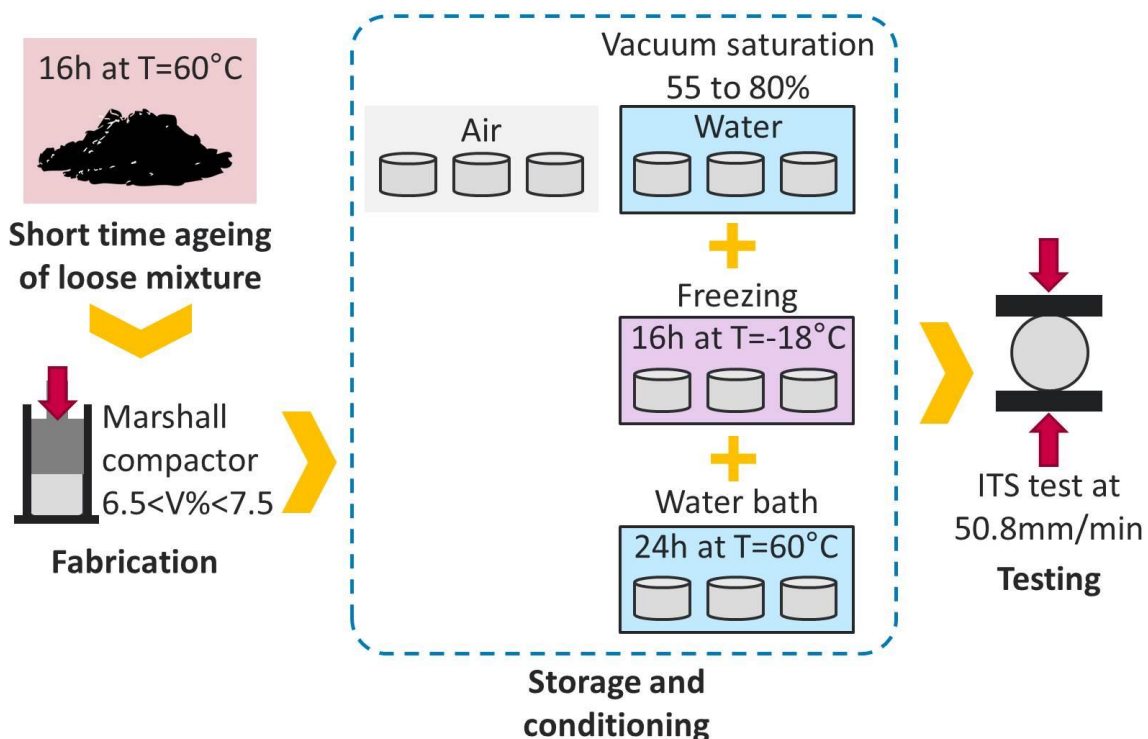 16h at T=60°C
Short time ageing
of loose mixture
Marshall
compactor
6.5<V%<7.5
Fabrication
Air
Vacuum saturation
55 to 80%
Water
Freezing
16h at T=-18°C
Water bath
24h at T=60°C
Storage and
conditioning
ITS test at
50.8mm/min
Testing